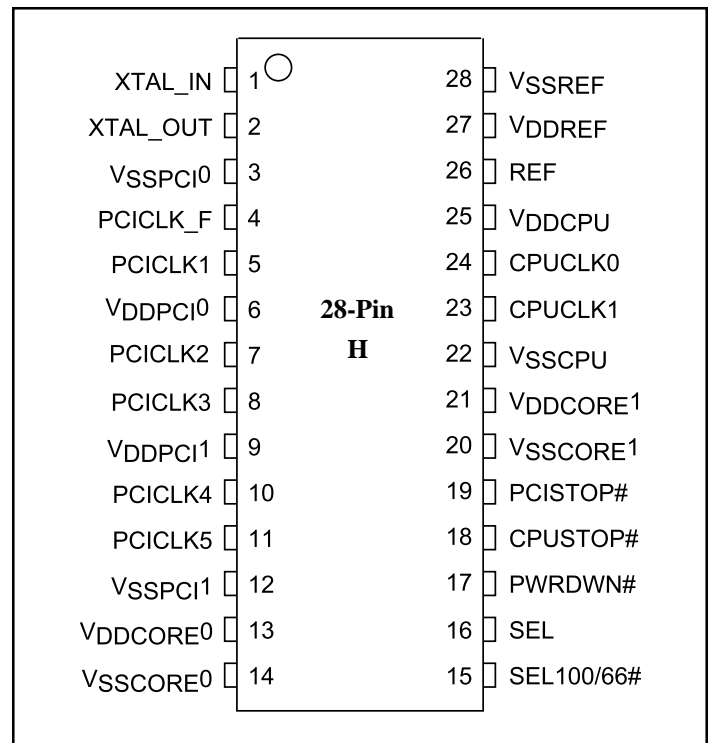 XTAL_IN 1 28 VSSREF
XTAL_OUT 2 27 VDDREF
VSSPCI0 3 26 REF
PCICLK_F 4 25 VDDCPU
PCICLK1 5 24 CPUCLK0
VDDPCI0 6 28-Pin 23 CPUCLK1
PCICLK2 7 H 22 VSSCPU
PCICLK3 8 21 VDDCORE1
VDDPCI1 9 20 VSSCORE1
PCICLK4 10 19 PCISTOP#
PCICLK5 11 18 CPUSTOP#
VSSPCI1 12 17 PWRDWN#
VDDCORE0 13 16 SEL
VSSCORE0 14 15 SEL100/66#